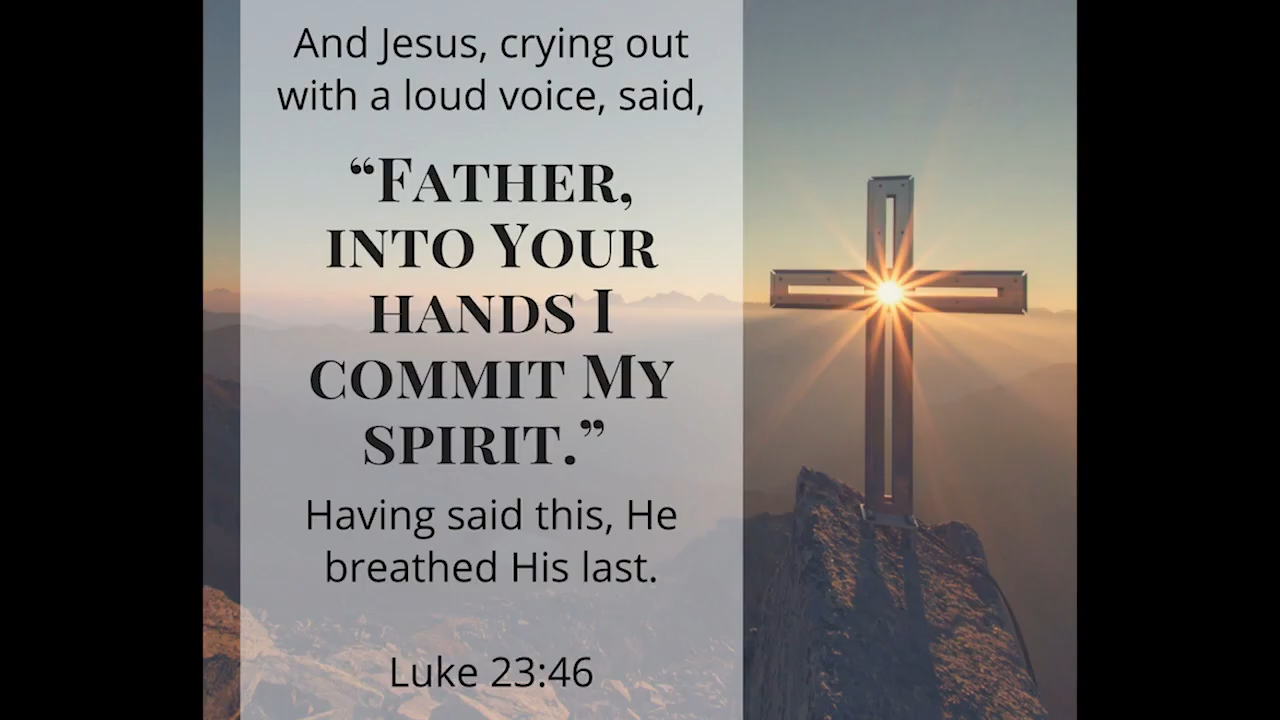 And Jesus, crying out
with a loud voice, said,
“Father,
into Your
hands I
commit My
spirit.”
Having said this, He
breathed His last.
Luke 23:46